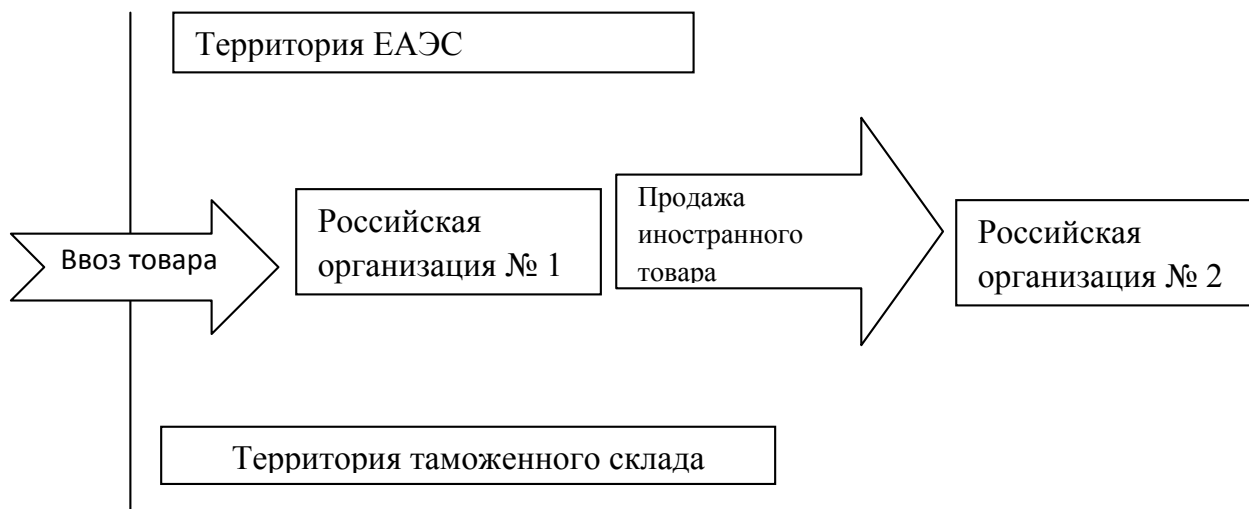 Территория ЕАЭС
Ввоз товара
Российская
организация № 1
Продажа
иностранного
товара
Российская
организация № 2
Территория таможенного склада